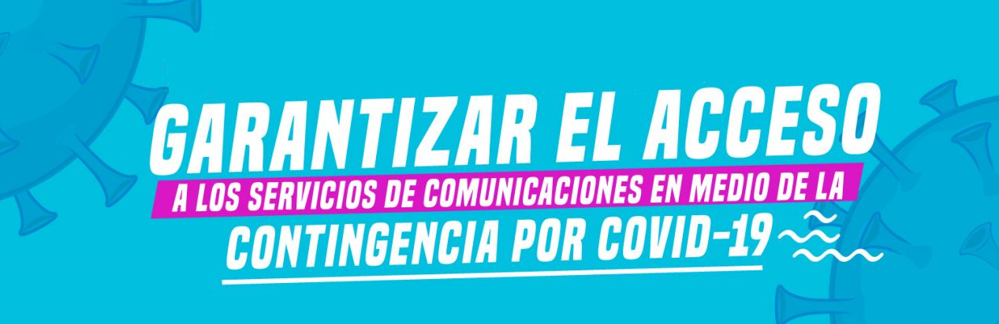 GARANTIZAR EL ACCESO
A LOS SERVICIOS DE COMUNICACIONES EN MEDIO DE LA
CONTINGENCIA POR COVID-19